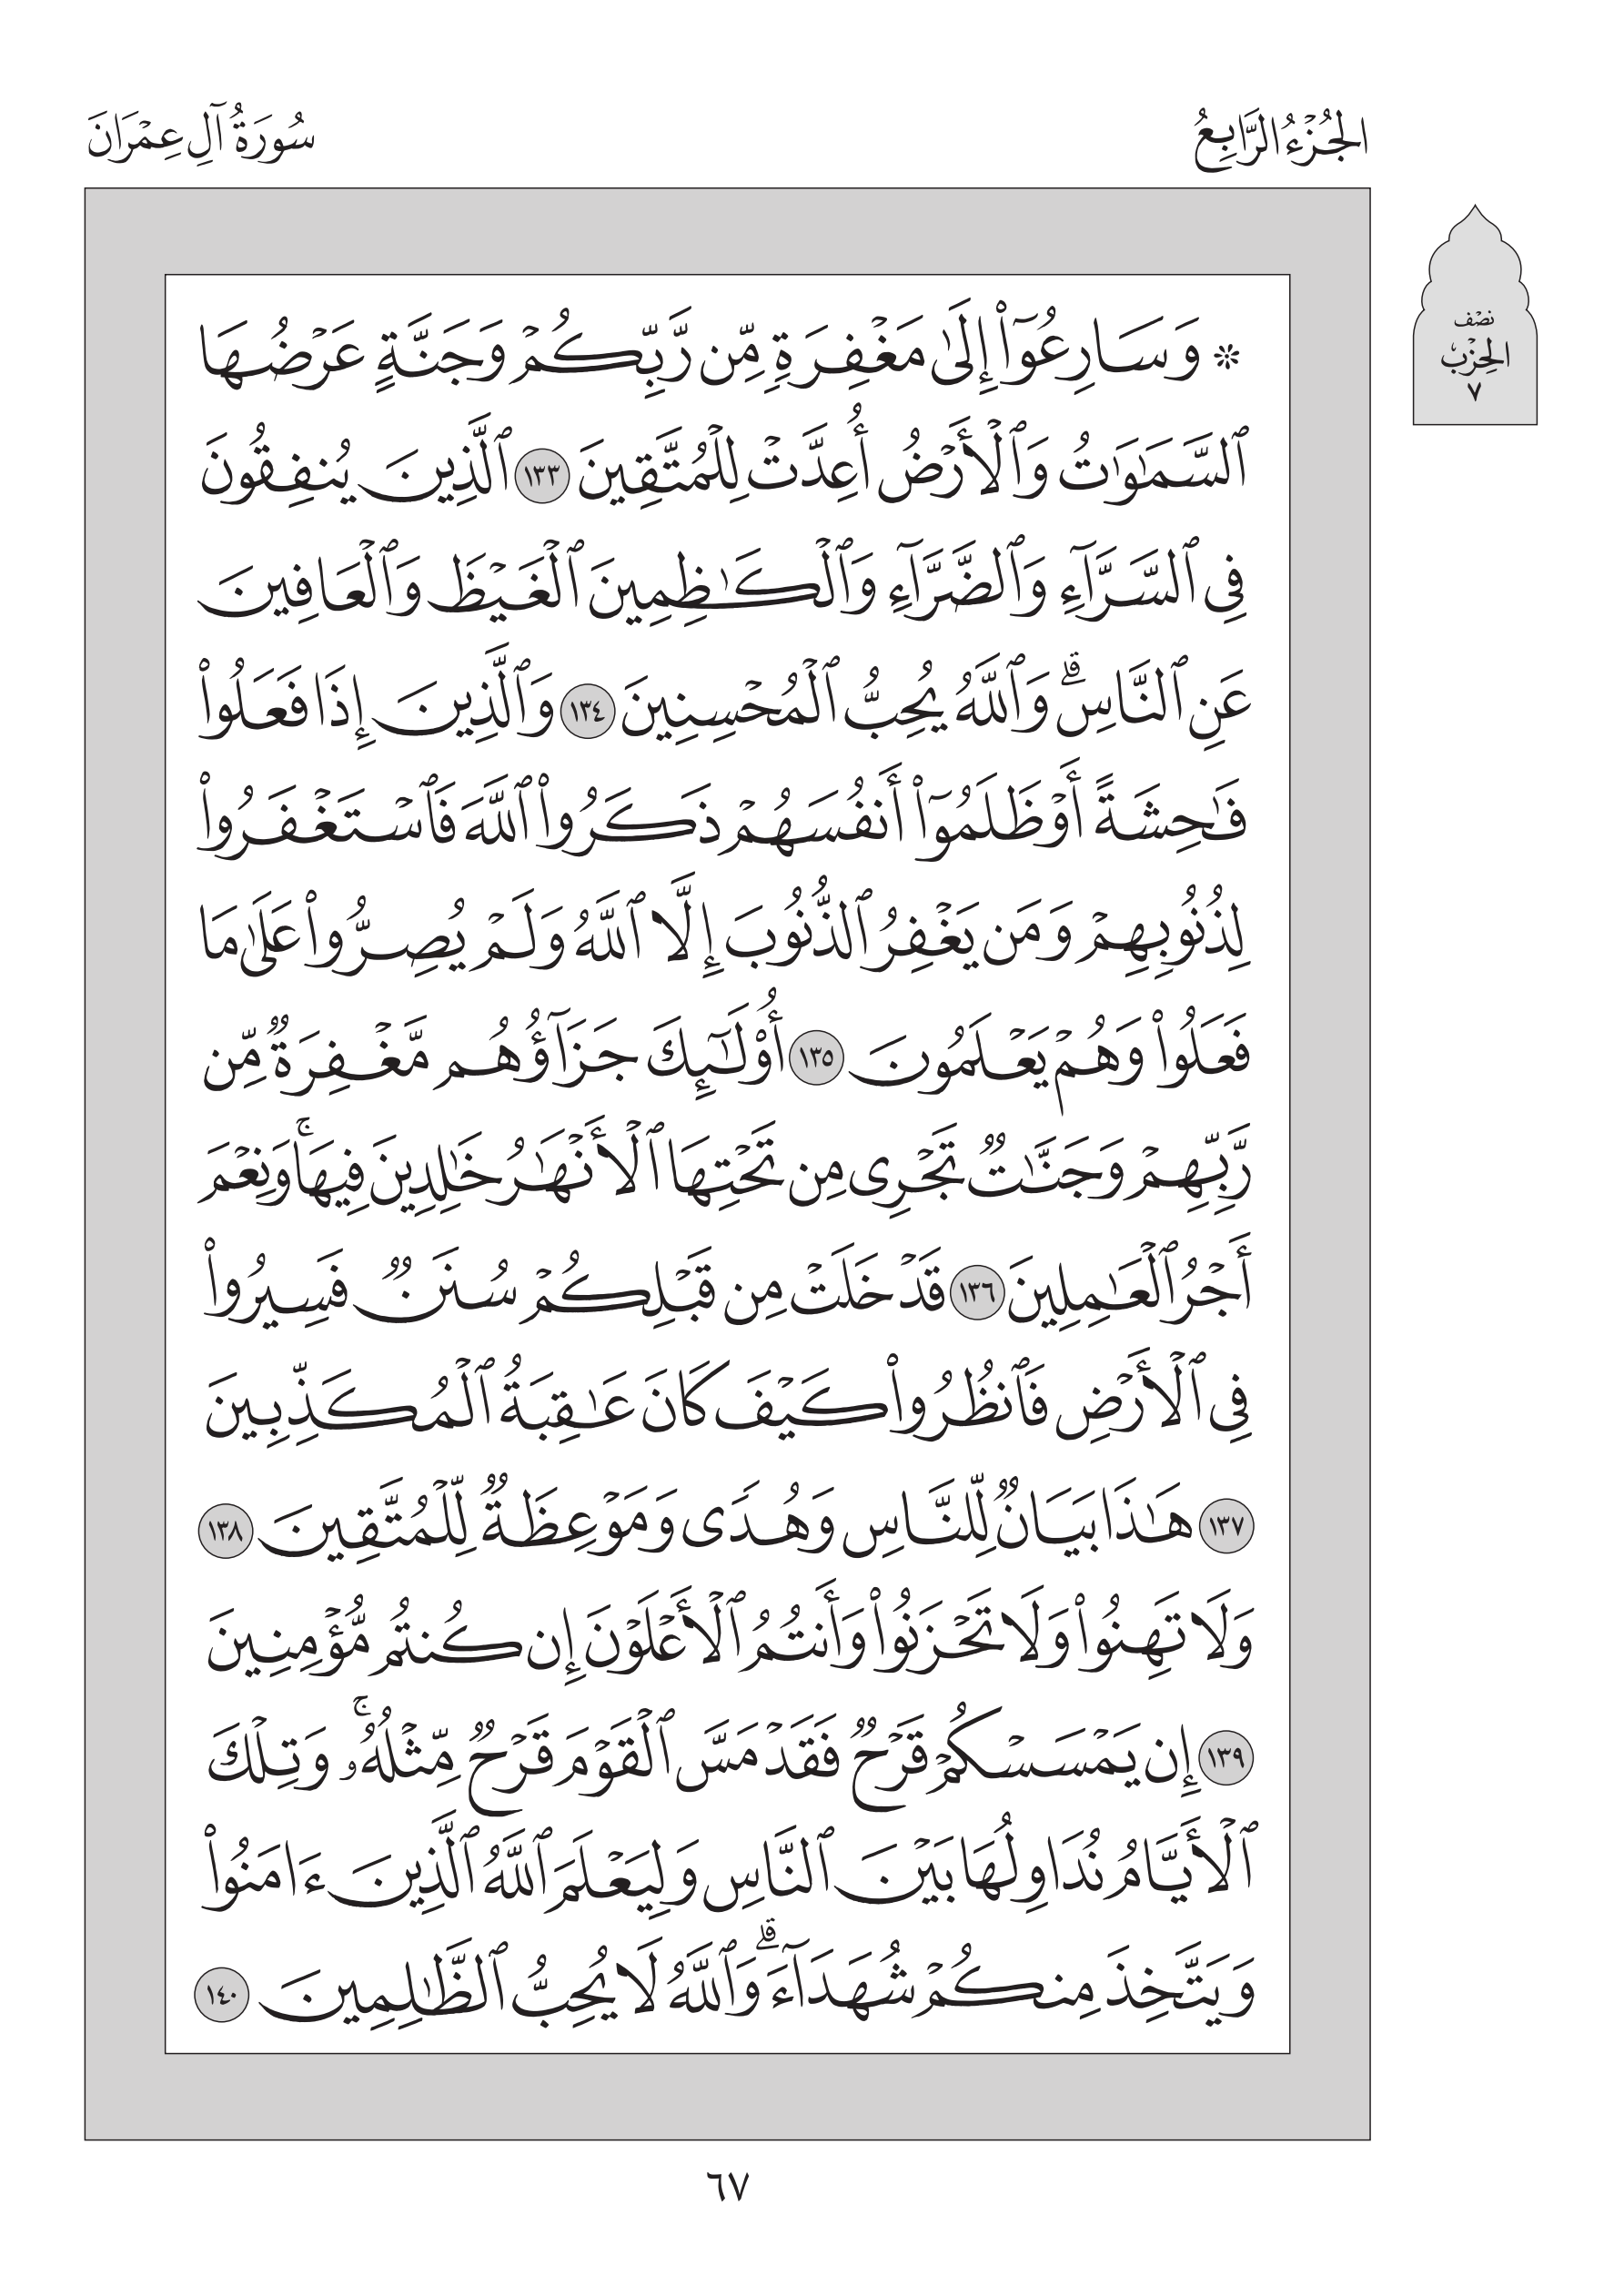 الجُزْءُ الرَّابِعُ
سُورَةُ آلِ عِمْرَانَ
نصْف
الحِزْبُ
٧
۞ وَسَارِعُوٓا۟ إِلَىٰ مَغْفِرَةٍ مِّن رَّبِّكُمْ وَجَنَّةٍ عَرْضُهَا
ٱلسَّمَٰوَٰتُ وَٱلْأَرْضُ أُعِدَّتْ لِلْمُتَّقِينَ ١٣٣ ٱلَّذِينَ يُنفِقُونَ
فِى ٱلسَّرَّآءِ وَٱلضَّرَّآءِ وَٱلْكَٰظِمِينَ ٱلْغَيْظَ وَٱلْعَافِينَ
عَنِ ٱلنَّاسِ ۗ وَٱللَّهُ يُحِبُّ ٱلْمُحْسِنِينَ ١٣٤ وَٱلَّذِينَ إِذَا فَعَلُوا۟
فَٰحِشَةً أَوْ ظَلَمُوٓا۟ أَنفُسَهُمْ ذَكَرُوا۟ ٱللَّهَ فَٱسْتَغْفَرُوا۟
لِذُنُوبِهِمْ وَمَن يَغْفِرُ ٱلذُّنُوبَ إِلَّا ٱللَّهُ وَلَمْ يُصِرُّوا۟ عَلَىٰ مَا
فَعَلُوا۟ وَهُمْ يَعْلَمُونَ ١٣٥ أُو۟لَٰٓئِكَ جَزَآؤُهُم مَّغْفِرَةٌ مِّن
رَّبِّهِمْ وَجَنَّٰتٌ تَجْرِى مِن تَحْتِهَا ٱلْأَنْهَٰرُ خَٰلِدِينَ فِيهَا ۚ وَنِعْمَ
أَجْرُ ٱلْعَٰمِلِينَ ١٣٦ قَدْ خَلَتْ مِن قَبْلِكُمْ سُنَنٌ فَسِيرُوا۟
فِى ٱلْأَرْضِ فَٱنظُرُوا۟ كَيْفَ كَانَ عَٰقِبَةُ ٱلْمُكَذِّبِينَ
١٣٧ هَٰذَا بَيَانٌ لِّلنَّاسِ وَهُدًى وَمَوْعِظَةٌ لِّلْمُتَّقِينَ ١٣٨
وَلَا تَهِنُوا۟ وَلَا تَحْزَنُوا۟ وَأَنتُمُ ٱلْأَعْلَوْنَ إِن كُنتُم مُّؤْمِنِينَ
١٣٩ إِن يَمْسَسْكُمْ قَرْحٌ فَقَدْ مَسَّ ٱلْقَوْمَ قَرْحٌ مِّثْلُهُۥ ۚ وَتِلْكَ
ٱلْأَيَّامُ نُدَاوِلُهَا بَيْنَ ٱلنَّاسِ وَلِيَعْلَمَ ٱللَّهُ ٱلَّذِينَ ءَامَنُوا۟
وَيَتَّخِذَ مِنكُمْ شُهَدَآءَ ۗ وَٱللَّهُ لَا يُحِبُّ ٱلظَّٰلِمِينَ ١٤٠
٦٧